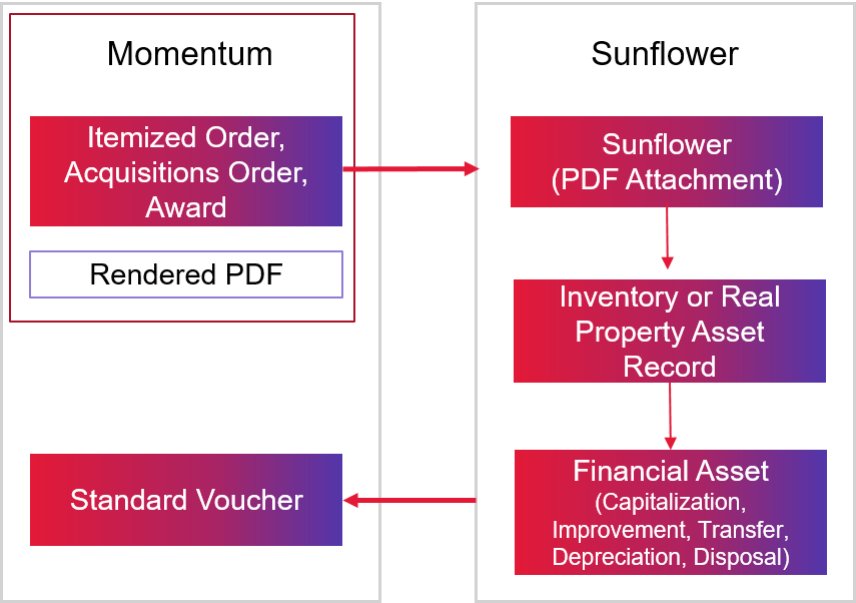 Momentum
Itemized Order,
Acquisitions Order,
Award
Rendered PDF
Standard Voucher
Sunflower
Sunflower
(PDF Attachment)
Inventory or Real
Property Asset
Record
Financial Asset
(Capitalization,
Improvement, Transfer,
Depreciation, Disposal)